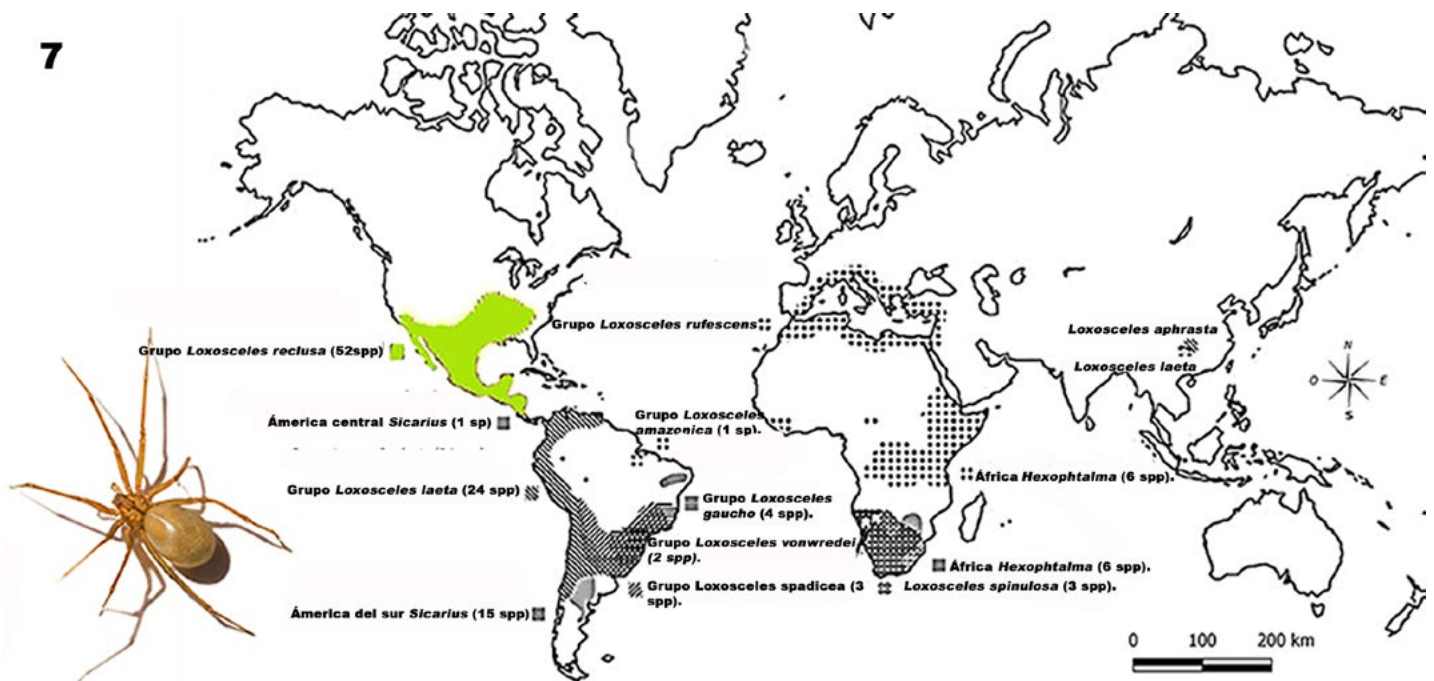 7
Grupo Loxosceles rufescens
Loxosceles aphrasta
Grupo Loxosceles reclusa (52spp)
Loxosceles laeta
N
O
E
S
Grupo Loxosceles
amazonica (1 sp).
Ámerica central Sicarius (1 sp)
África Hexophtalma (6 spp).
Grupo Loxosceles laeta (24 spp)
Grupo Loxosceles
gaucho (4 spp).
Grupo Loxosceles vonwredei
(2 spp).
África Hexophtalma (6 spp).
Grupo Loxosceles spadicea (3
spp).
Loxosceles spinulosa (3 spp).
Ámerica del sur Sicarius (15 spp)
0 100 200 km